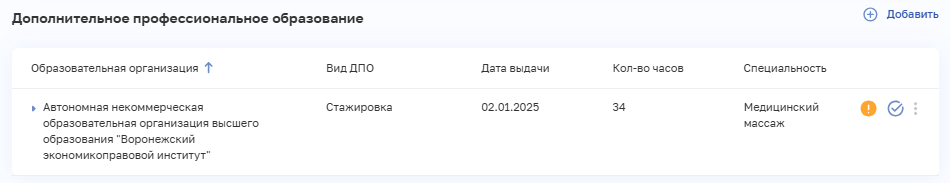 Дополнительное профессиональное образование
Добавить
Образовательная организация Вид ДПО Дата выдачи Кол-во часов Специальность
Автономная некоммерческая Стажировка 02.01.2025 34 Медицинский
образовательная организация высшего массаж
образования "Воронежский
экономикоправовой институт"